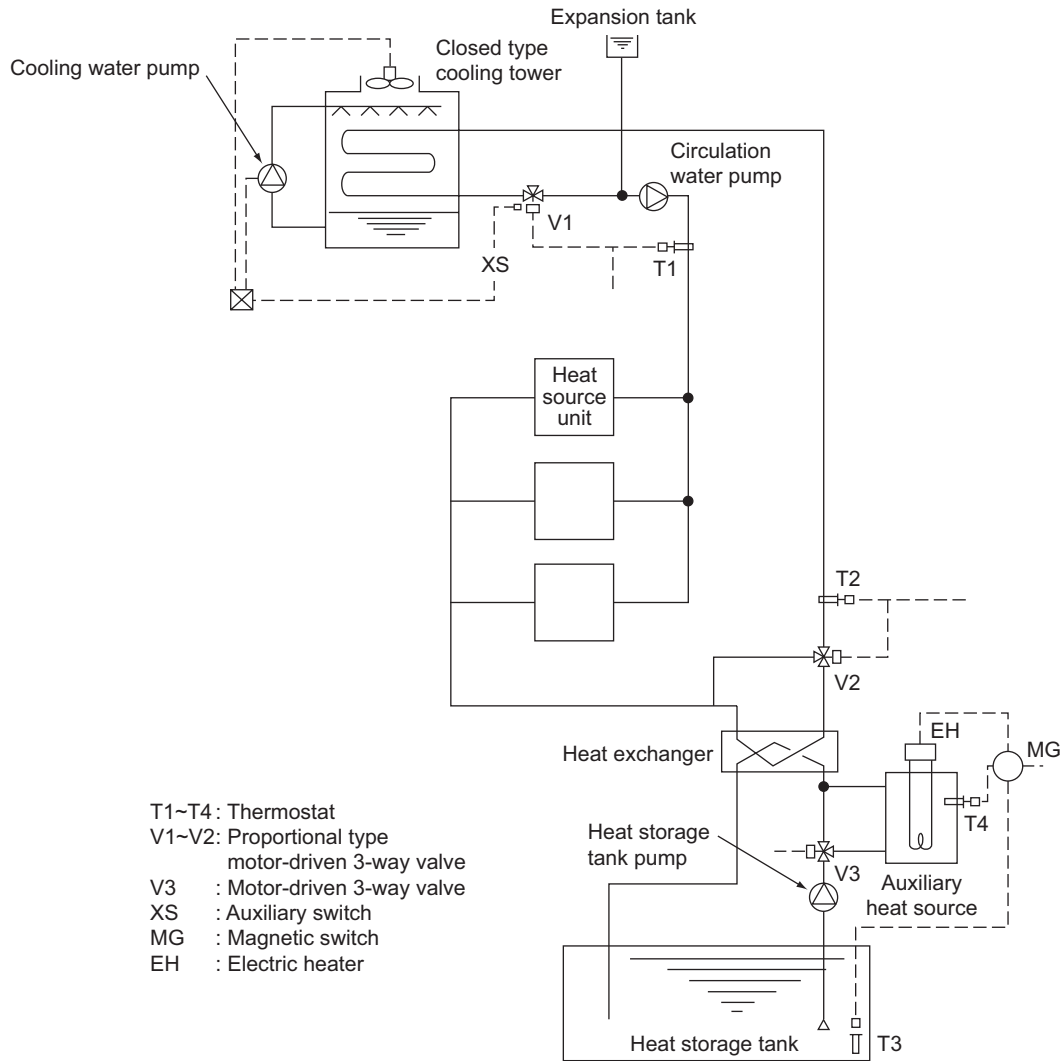 Expansion tank
Closed type
cooling tower
Cooling water pump
Circulation
water pump
V1
XS
T1
Heat
source
unit
T2
V2
EH
Heat exchanger
MG
T4
Heat storage
tank pump
V3
Auxiliary
heat source
T1~T4 : Thermostat
V1~V2: Proportional type
motor-driven 3-way valve
V3 : Motor-driven 3-way valve
XS : Auxiliary switch
MG : Magnetic switch
EH : Electric heater
Heat storage tank
T3